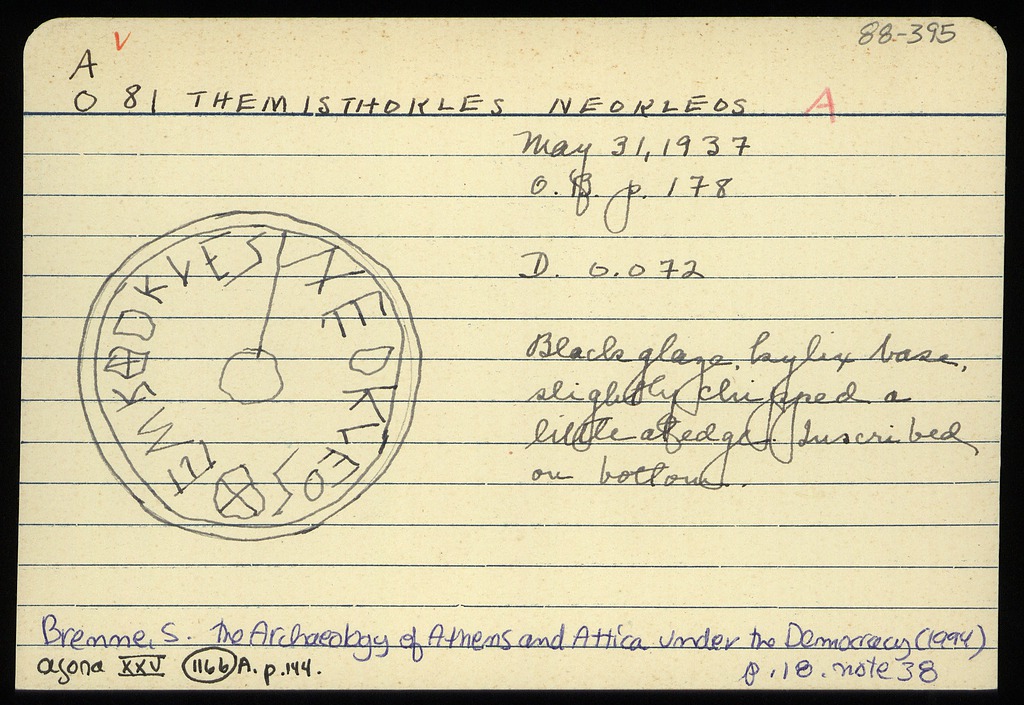 88-395
A V
O 81 THEMISTHOKLES NEOKLEOS A
May 31, 1937
O.B. p. 178
D. 0.072
Black glaze, kylix base,
slightly chipped a
little at edge. Inscribed
on bottom.
Bremme, S. The Archaeology of Athens and Attica under the Democracy (1994)
agora XXV 1166 A. p.144. p.18. note 38